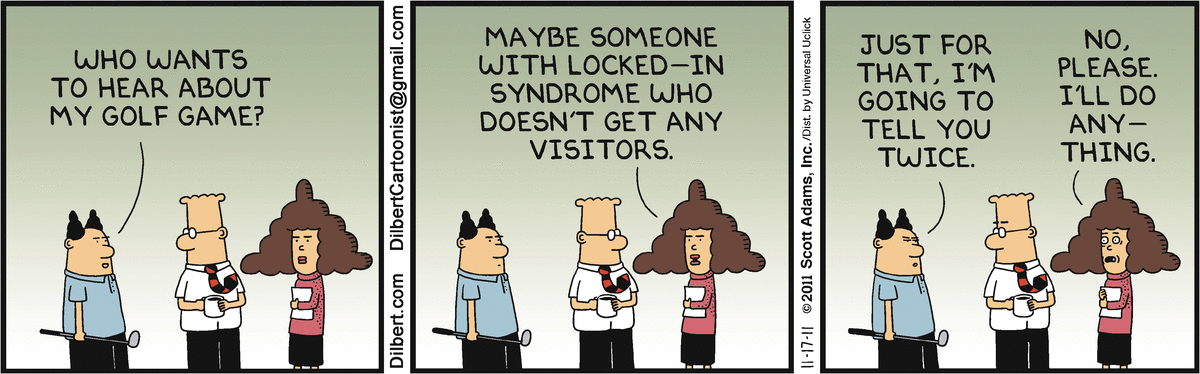 WHO WANTS
TO HEAR ABOUT
MY GOLF GAME?
Dilbert.com DilbertCartoonist@gmail.com
MAYBE SOMEONE
WITH LOCKED-IN
SYNDROME WHO
DOESN'T GET ANY
VISITORS.
11-17-11 ©2011 Scott Adams, Inc./Dist. by Universal Uclick
JUST FOR
THAT, I'M
GOING TO
TELL YOU
TWICE.
NO,
PLEASE.
I'LL DO
ANY-
THING.